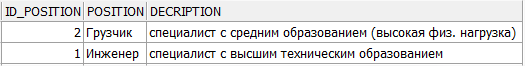 ID_POSITION POSITION DECRIPTION
2 Грузчик специалист с средним образованием (высокая физ. нагрузка)
1 Инженер специалист с высшим техническим образованием